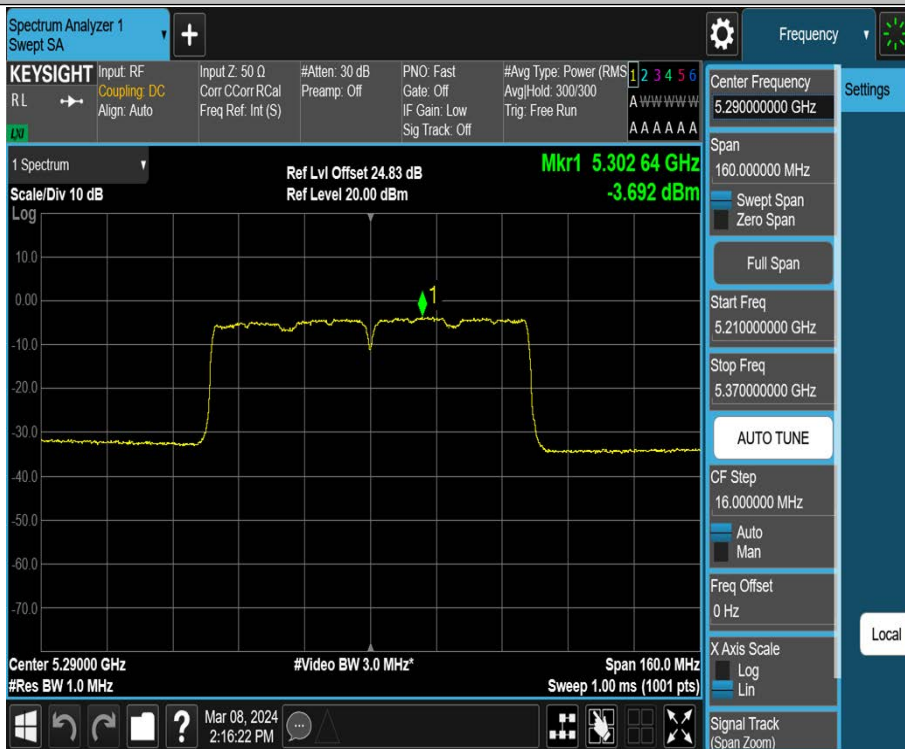 Spectrum Analyzer 1
Swept SA
+
Frequency
KEYSIGHT
RL
LXI
Input: RF
Coupling: DC
Align: Auto
Input Z: 50 Ω
Corr CCorr RCal
Freq Ref: Int (S)
#Atten: 30 dB
Preamp: Off
PNO: Fast
Gate: Off
IF Gain: Low
Sig Track: Off
#Avg Type: Power (RMS
Avg|Hold: 300/300
Trig: Free Run
1 2 3 4 5 6
A W W W W W
A A A A A A
1 Spectrum
Scale/Div 10 dB
Log
Ref Lvl Offset 24.83 dB
Ref Level 20.00 dBm
Mkr1 5.302 64 GHz
-3.692 dBm
10.0
0.00
-10.0
-20.0
-30.0
-40.0
-50.0
-60.0
-70.0
1
Center 5.29000 GHz
#Res BW 1.0 MHz
#Video BW 3.0 MHz*
Span 160.0 MHz
Sweep 1.00 ms (1001 pts)
Center Frequency
5.290000000 GHz
Span
160.000000 MHz
Swept Span
Zero Span
Full Span
Start Freq
5.210000000 GHz
Stop Freq
5.370000000 GHz
AUTO TUNE
CF Step
16.000000 MHz
Auto
Man
Freq Offset
0 Hz
X Axis Scale
Log
Lin
Signal Track
(Span Zoom)
Settings
Local
?
Mar 08, 2024
2:16:22 PM